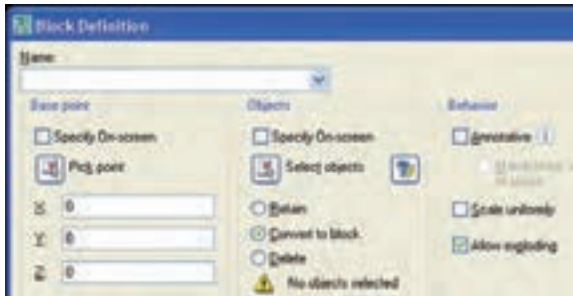 Block Definition
Name:
Base point
Specify On-screen
Pick point
X: 0
Y: 0
Z: 0
Objects
Specify On-screen
Select objects
Retain
Convert to block
Delete
No objects selected
Behavior
Annotative
Scale uniformly
Allow exploding